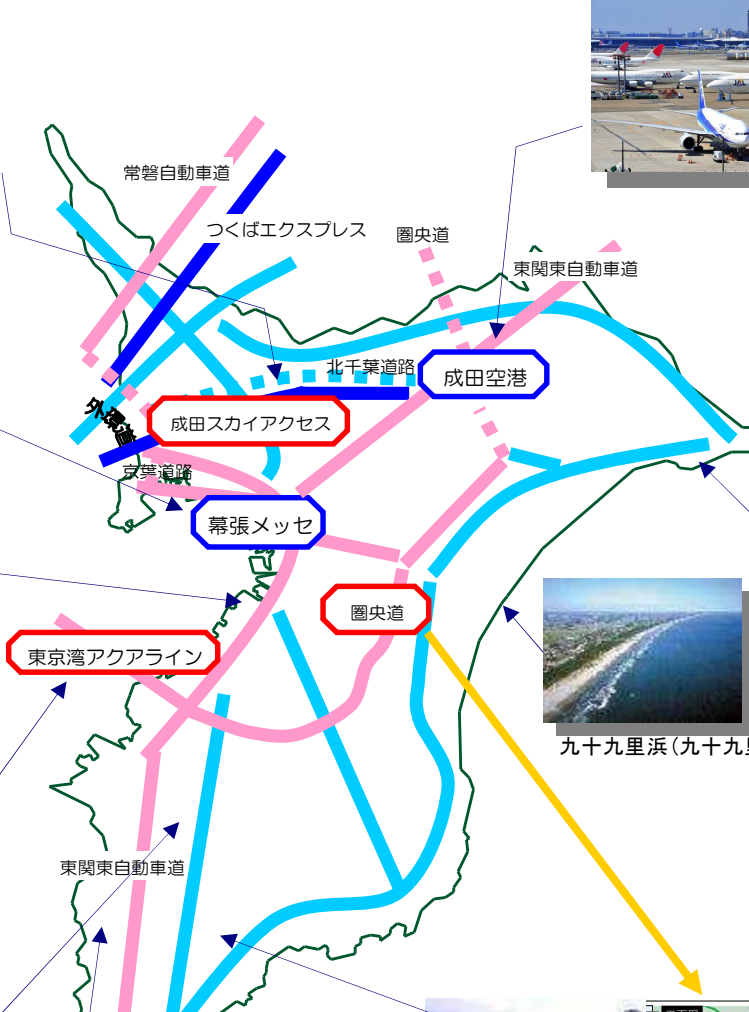 常磐自動車道
つくばエクスプレス
圏央道
東関東自動車道
北千葉道路
成田空港
外環道
成田スカイアクセス
京葉道路
幕張メッセ
圏央道
東京湾アクアライン
九十九里浜(九十九里
東関東自動車道